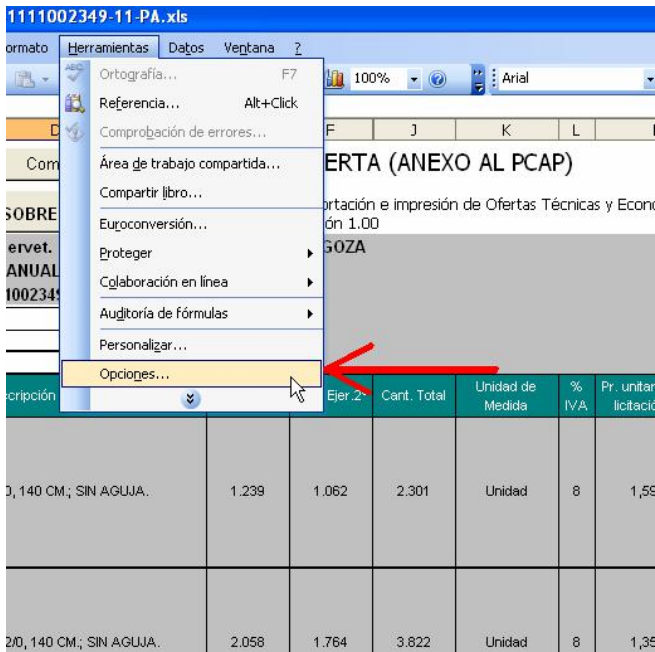 1111002349-11-PA.xls
ormato Herramientas Datos Ventana ?
100% Arial
Ortografía... F7
Referencia... Alt+Click
Comprobación de errores...
Área de trabajo compartida...
Compartir libro...
Euroconversión...
Proteger
Colaboración en línea
Auditoría de fórmulas
Personalizar...
Opciones...
D F J K L
Com
ERTA (ANEXO AL PCAP)
SOBRE
ortación e impresión de Ofertas Técnicas y Econó
ón 1.00
ervet. GOZA
ANUAL
1002349
scripción Ejer.2 Cant. Total Unidad de Medida % IVA Pr. unitar licitació
0, 140 CM.; SIN AGUJA. 1.239 1.062 2.301 Unidad 8 1,59
2/0, 140 CM.; SIN AGUJA. 2.058 1.764 3.822 Unidad 8 1,35